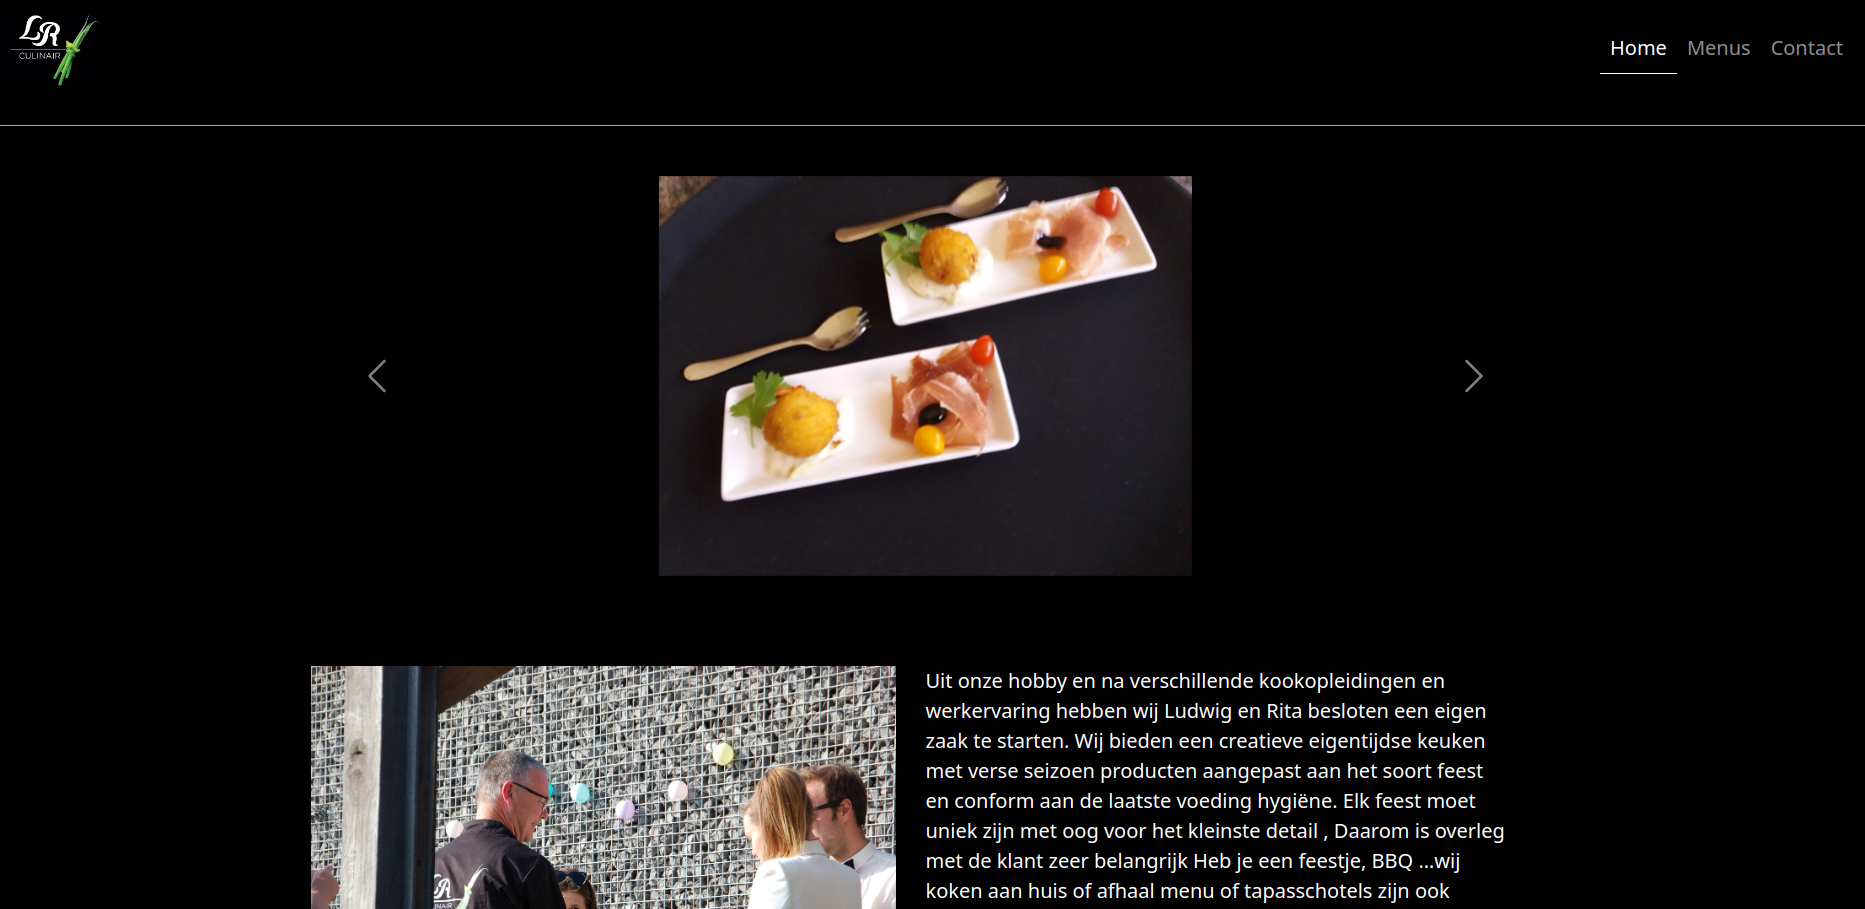 LR
CULINAIR
Home Menus Contact
Uit onze hobby en na verschillende kookopleidingen en
werkervaring hebben wij Ludwig en Rita besloten een eigen
zaak te starten. Wij bieden een creatieve eigentijdse keuken
met verse seizoen producten aangepast aan het soort feest
en conform aan de laatste voeding hygiëne. Elk feest moet
uniek zijn met oog voor het kleinste detail , Daarom is overleg
met de klant zeer belangrijk Heb je een feestje, BBQ ...wij
koken aan huis of afhaal menu of tapasschotels zijn ook
LR
NAIR